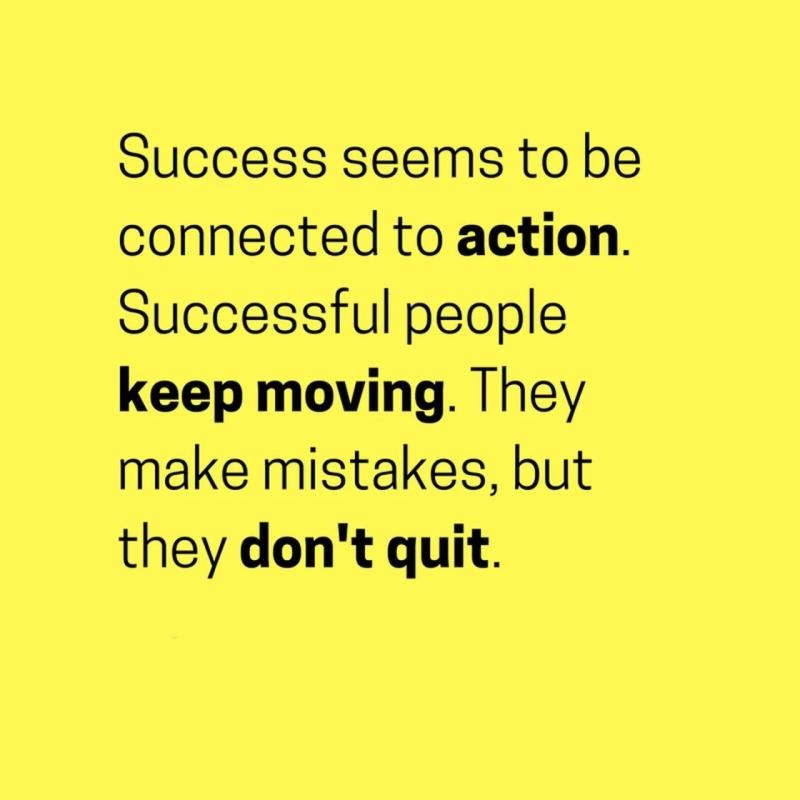 Success seems to be
connected to action.
Successful people
keep moving. They
make mistakes, but
they don't quit.